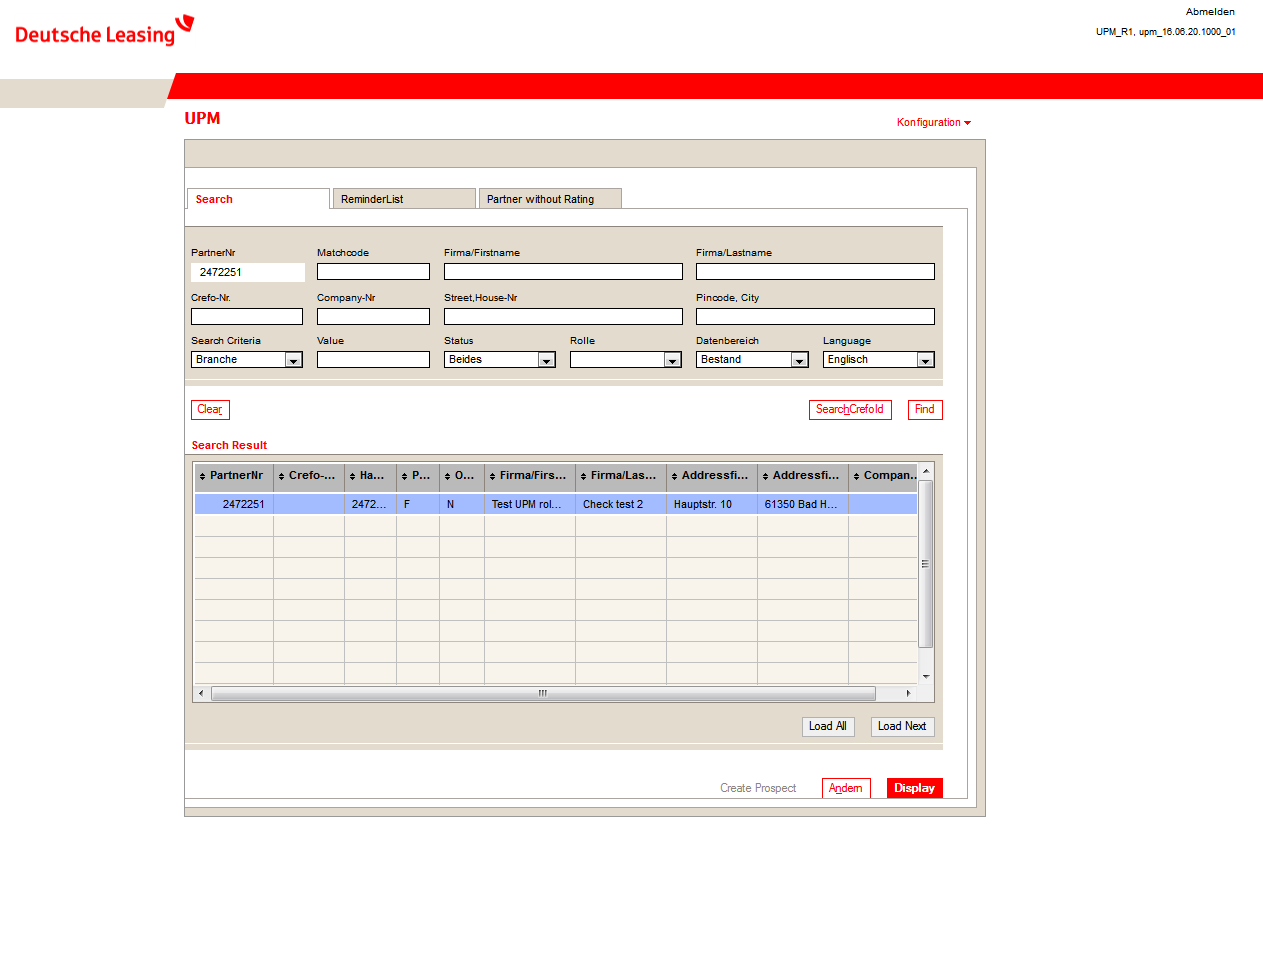 Abmelden
Deutsche Leasing
UPM_R1, upm_16.06.20.1000_01
UPM
Konfiguration
Search ReminderList Partner without Rating
PartnerNr Matchcode Firma/Firstname Firma/Lastname
2472251
Crefo-Nr. Company-Nr Street,House-Nr Pincode, City
Search Criteria Value Status Rolle Datenbereich Language
Branche Beides Bestand Englisch
Clear SearchCrefoId Find
Search Result
PartnerNr Crefo-... Ha... P... O... Firma/Firs... Firma/Las... Addressfi... Addressfi... Compan...
2472251 2472... F N Test UPM rol... Check test 2 Hauptstr. 10 61350 Bad H...
Load All Load Next
Create Prospect Ändern Display